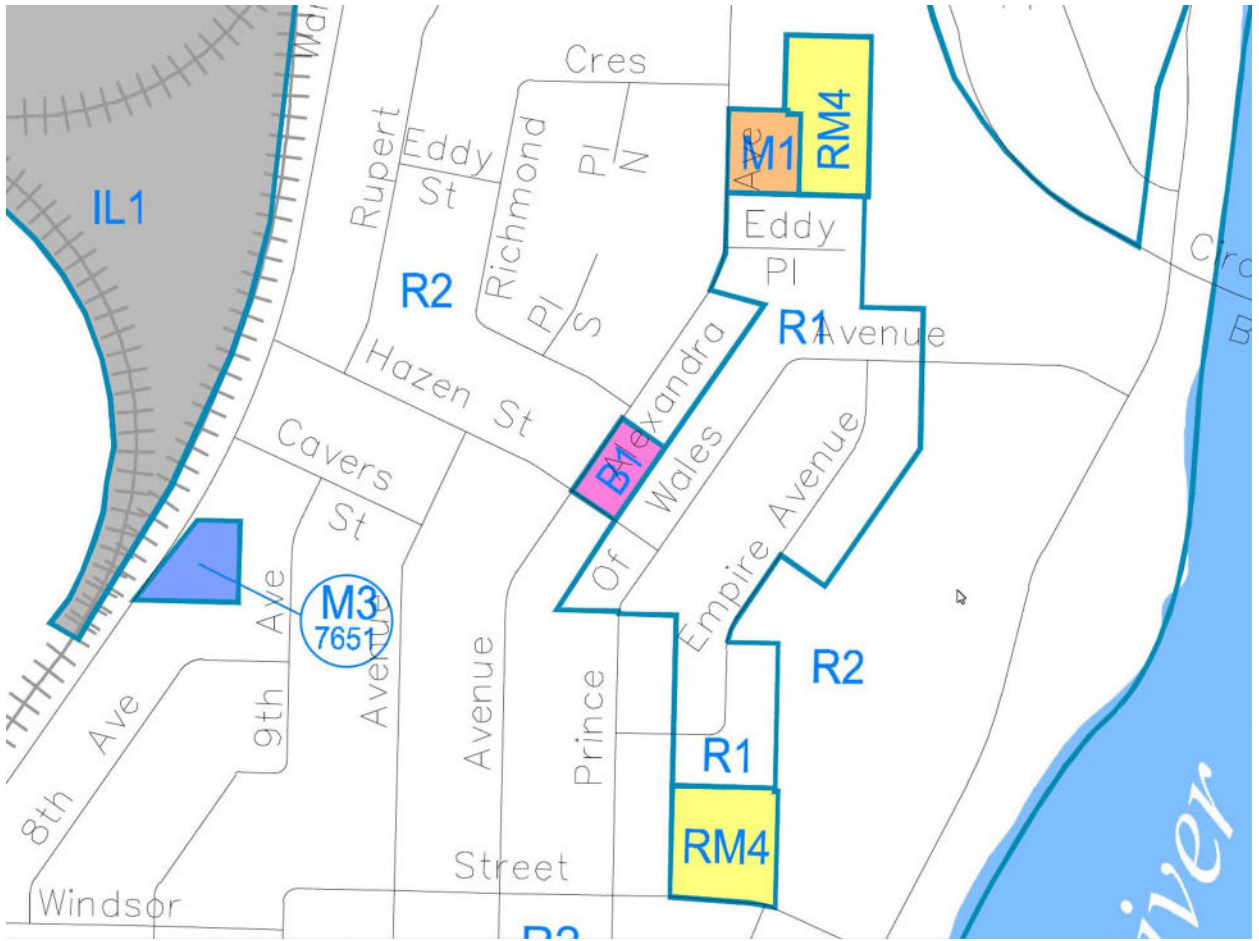 Cres
RM4
Ave
M1
Rupert
Eddy
St
Richmond
Pl
N
IL1
Eddy
Pl
R2
Pl
S
R1
Avenue
Hazen St
Alexandra
B1
Cavers
St
Of
Wales
Empire Avenue
Ave
M3
7651
Avenue
R2
8th Ave
9th
Avenue
Prince
R1
RM4
Street
Windsor
iver